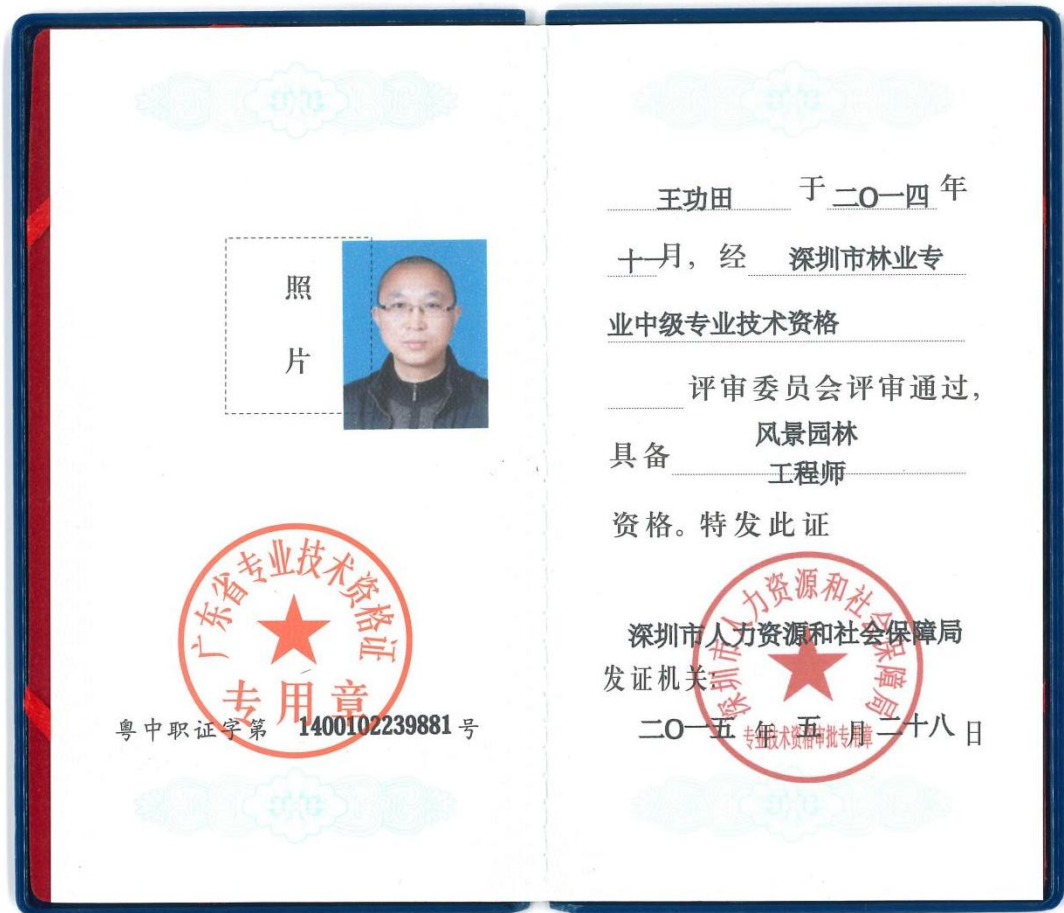 照
片
广东省专业技术资格证
专用章
粤中职证字第 1400102239881 号
王功田 于 二O一四 年
十一月，经 深圳市林业专
业中级专业技术资格
评审委员会评审通过，
具备 风景园林
工程师
资格。特发此证
深圳市人力资源和社会保障局
发证机关：
二O一五 年 五 月 二十八 日
深圳市人力资源和社会保障局
专业技术资格审批专用章